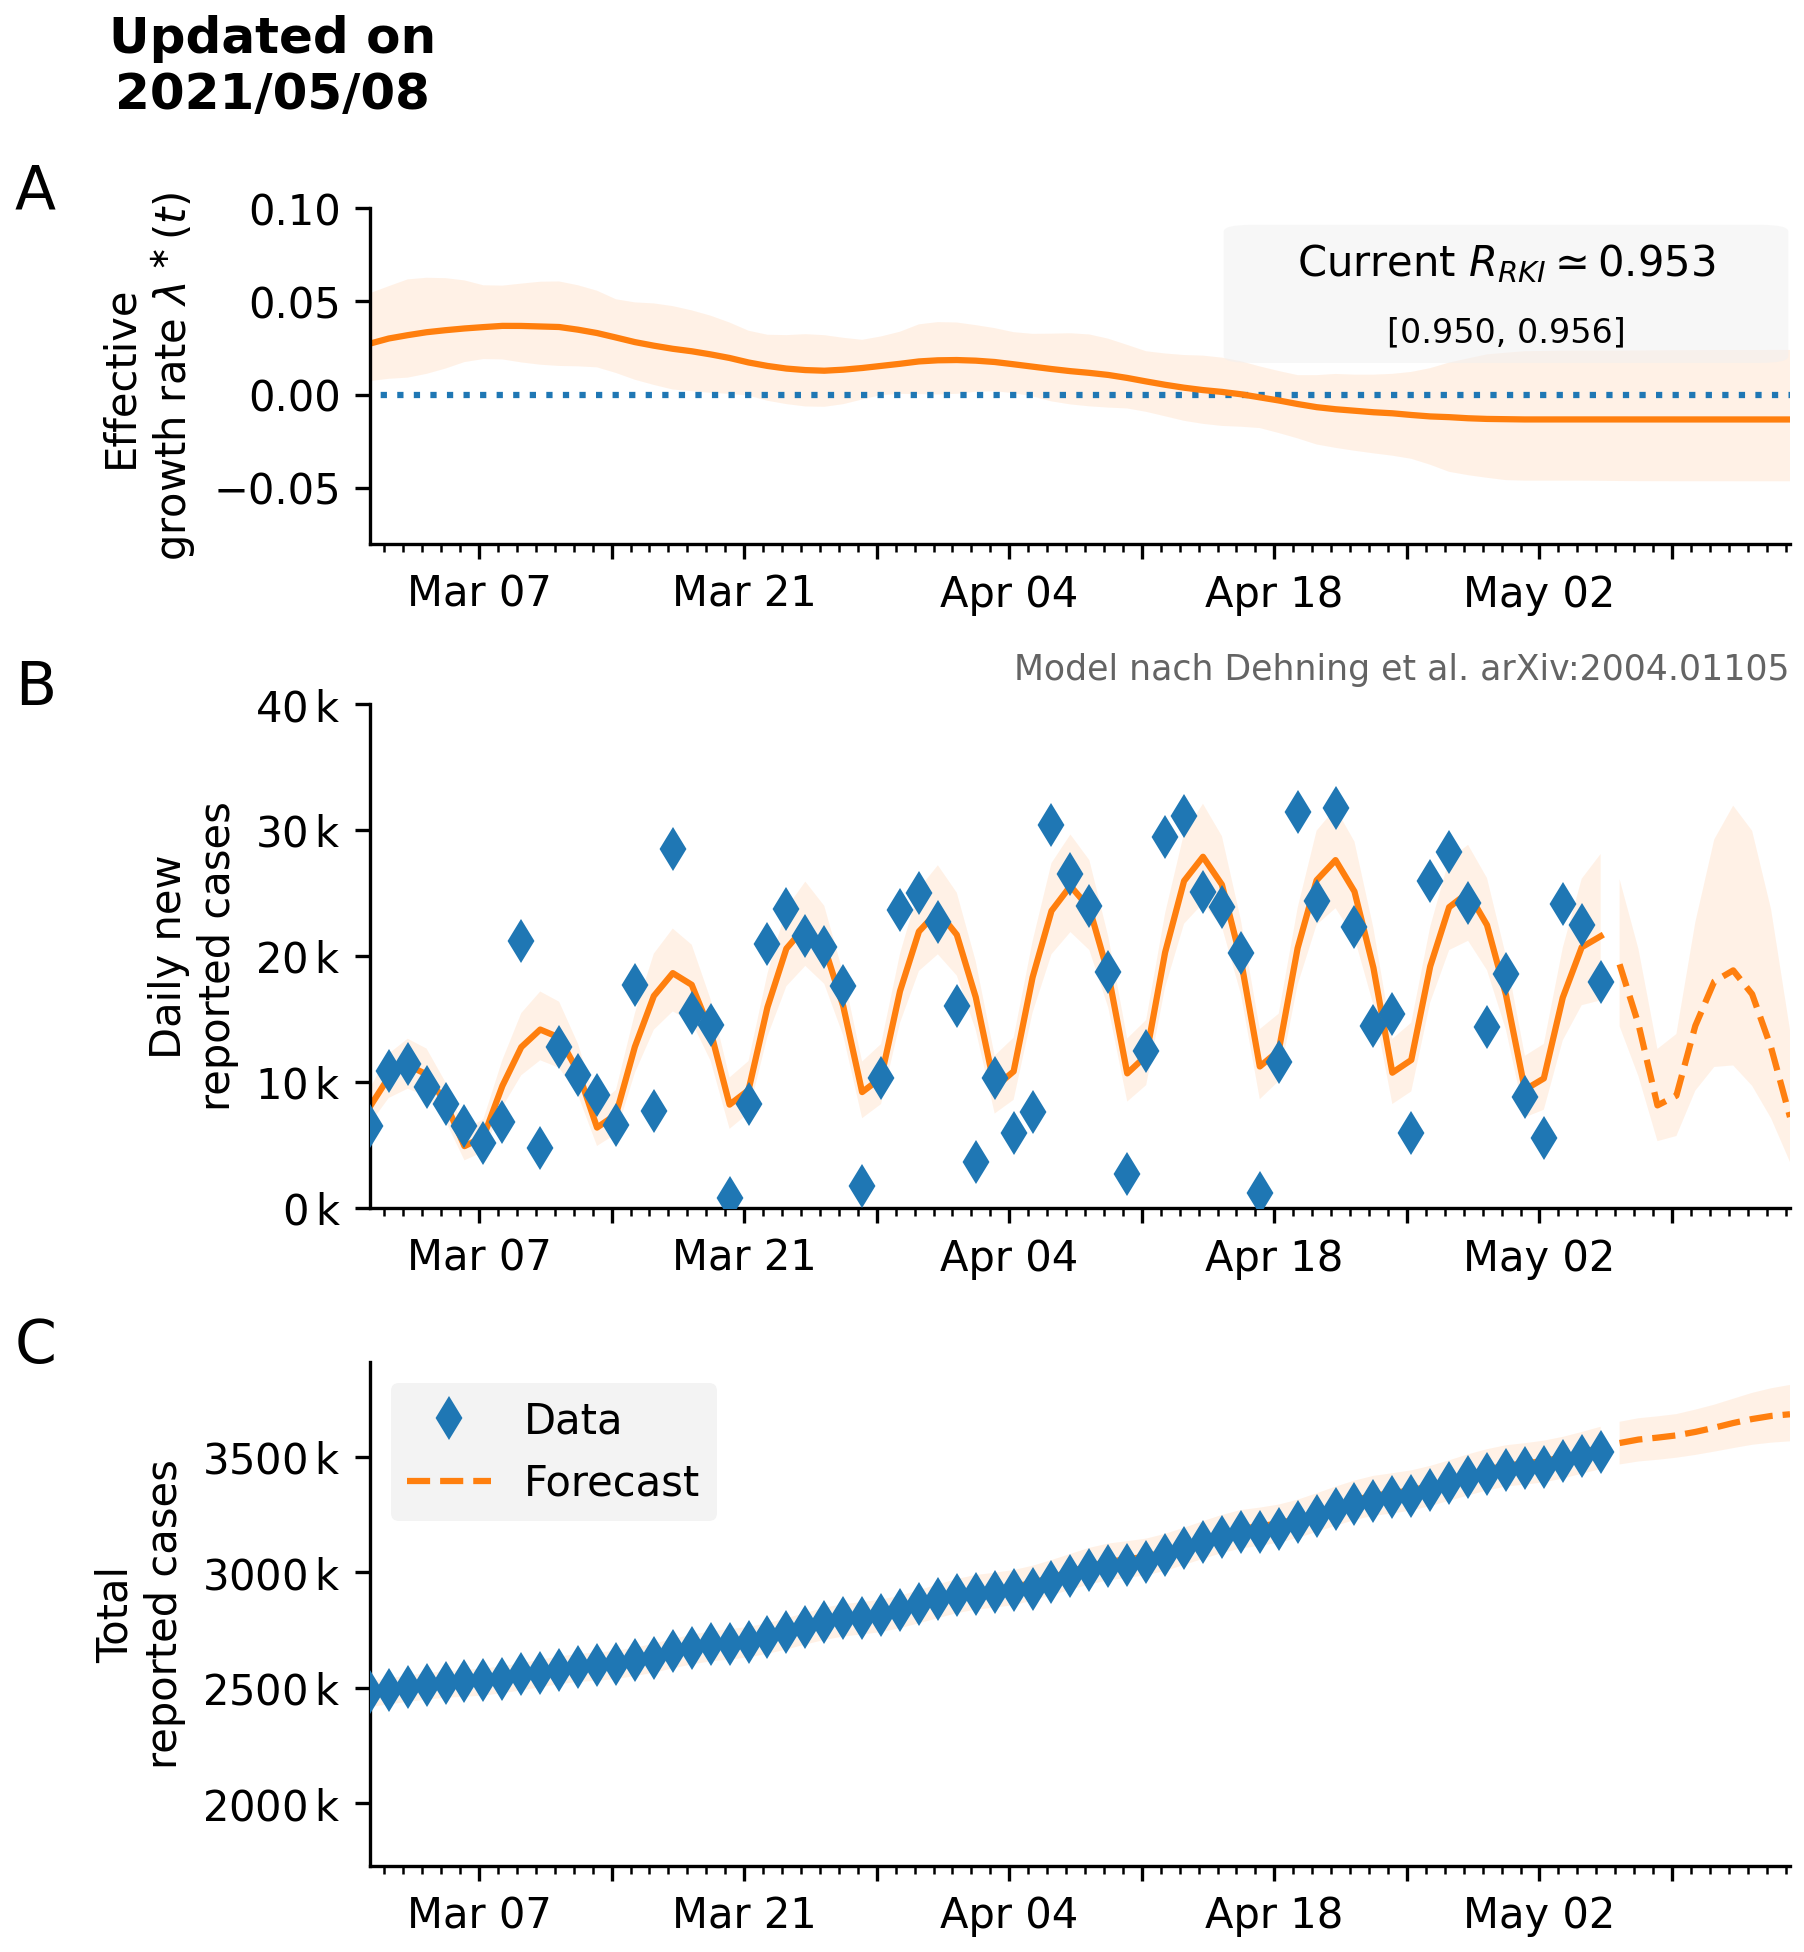 Updated on
2021/05/08
A
Effective
growth rate λ * (t)
0.10
0.05
0.00
−0.05
Current R_RKI ≃ 0.953
[0.950, 0.956]
Mar 07 Mar 21 Apr 04 Apr 18 May 02
Model nach Dehning et al. arXiv:2004.01105
B
Daily new
reported cases
40 k
30 k
20 k
10 k
0 k
Mar 07 Mar 21 Apr 04 Apr 18 May 02
C
Total
reported cases
3500 k
3000 k
2500 k
2000 k
Data
Forecast
Mar 07 Mar 21 Apr 04 Apr 18 May 02